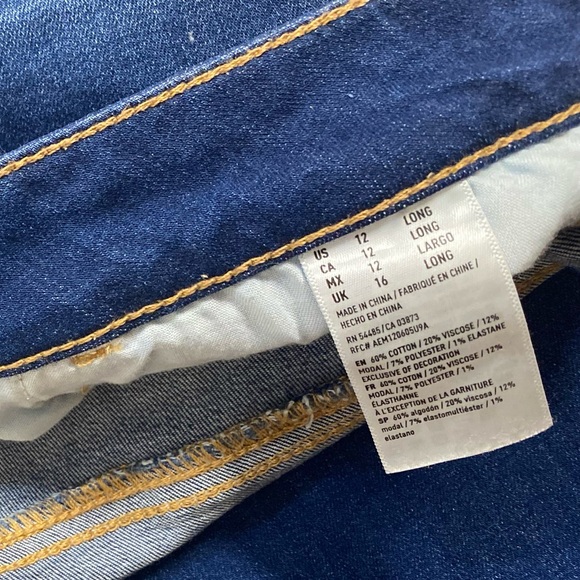 US 12 LONG
CA 12 LONG
MX 12 LARGO
UK 16 LONG
MADE IN CHINA / FABRIQUÉ EN CHINE /
HECHO EN CHINA
RN 54485/CA 03873
RFC# AEM120605U9A
EN 60% COTTON / 20% VISCOSE / 12%
MODAL / 7% POLYESTER / 1% ELASTANE
EXCLUSIVE OF DECORATION
FR 60% COTON / 20% VISCOSE / 12%
MODAL / 7% POLYESTER / 1%
ELASTHANNE
À L'EXCEPTION DE LA GARNITURE
SP 60% algodón / 20% viscosa / 12%
modal / 7% elastomultiéster / 1%
elastano